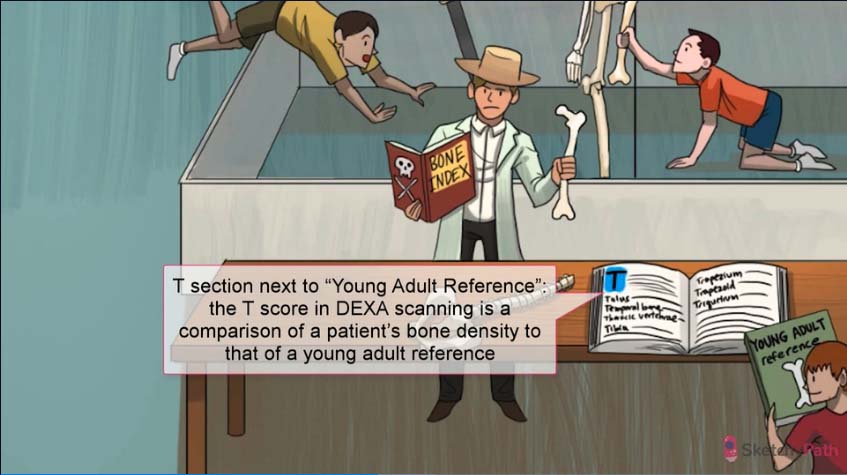 BONE
INDEX
T section next to “Young Adult Reference”:
the T score in DEXA scanning is a
comparison of a patient’s bone density to
that of a young adult reference
T
Talus
Temporal bone
Thoracic vertebrae
Tibia
Trapezium
Trapezoid
Triquetrum
YOUNG ADULT
reference
SketchyPath